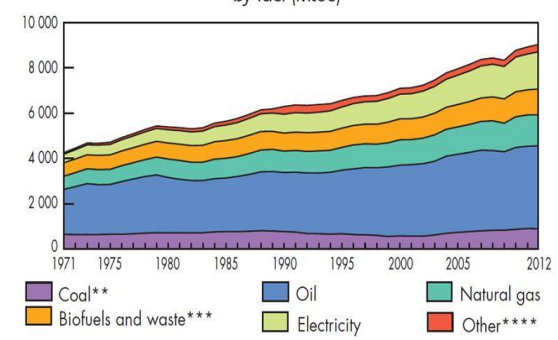 by fuel (Mtoe)
10 000
8 000
6 000
4 000
2 000
0
1971 1975 1980 1985 1990 1995 2000 2005 2012
Coal** Oil Natural gas
Biofuels and waste*** Electricity Other****